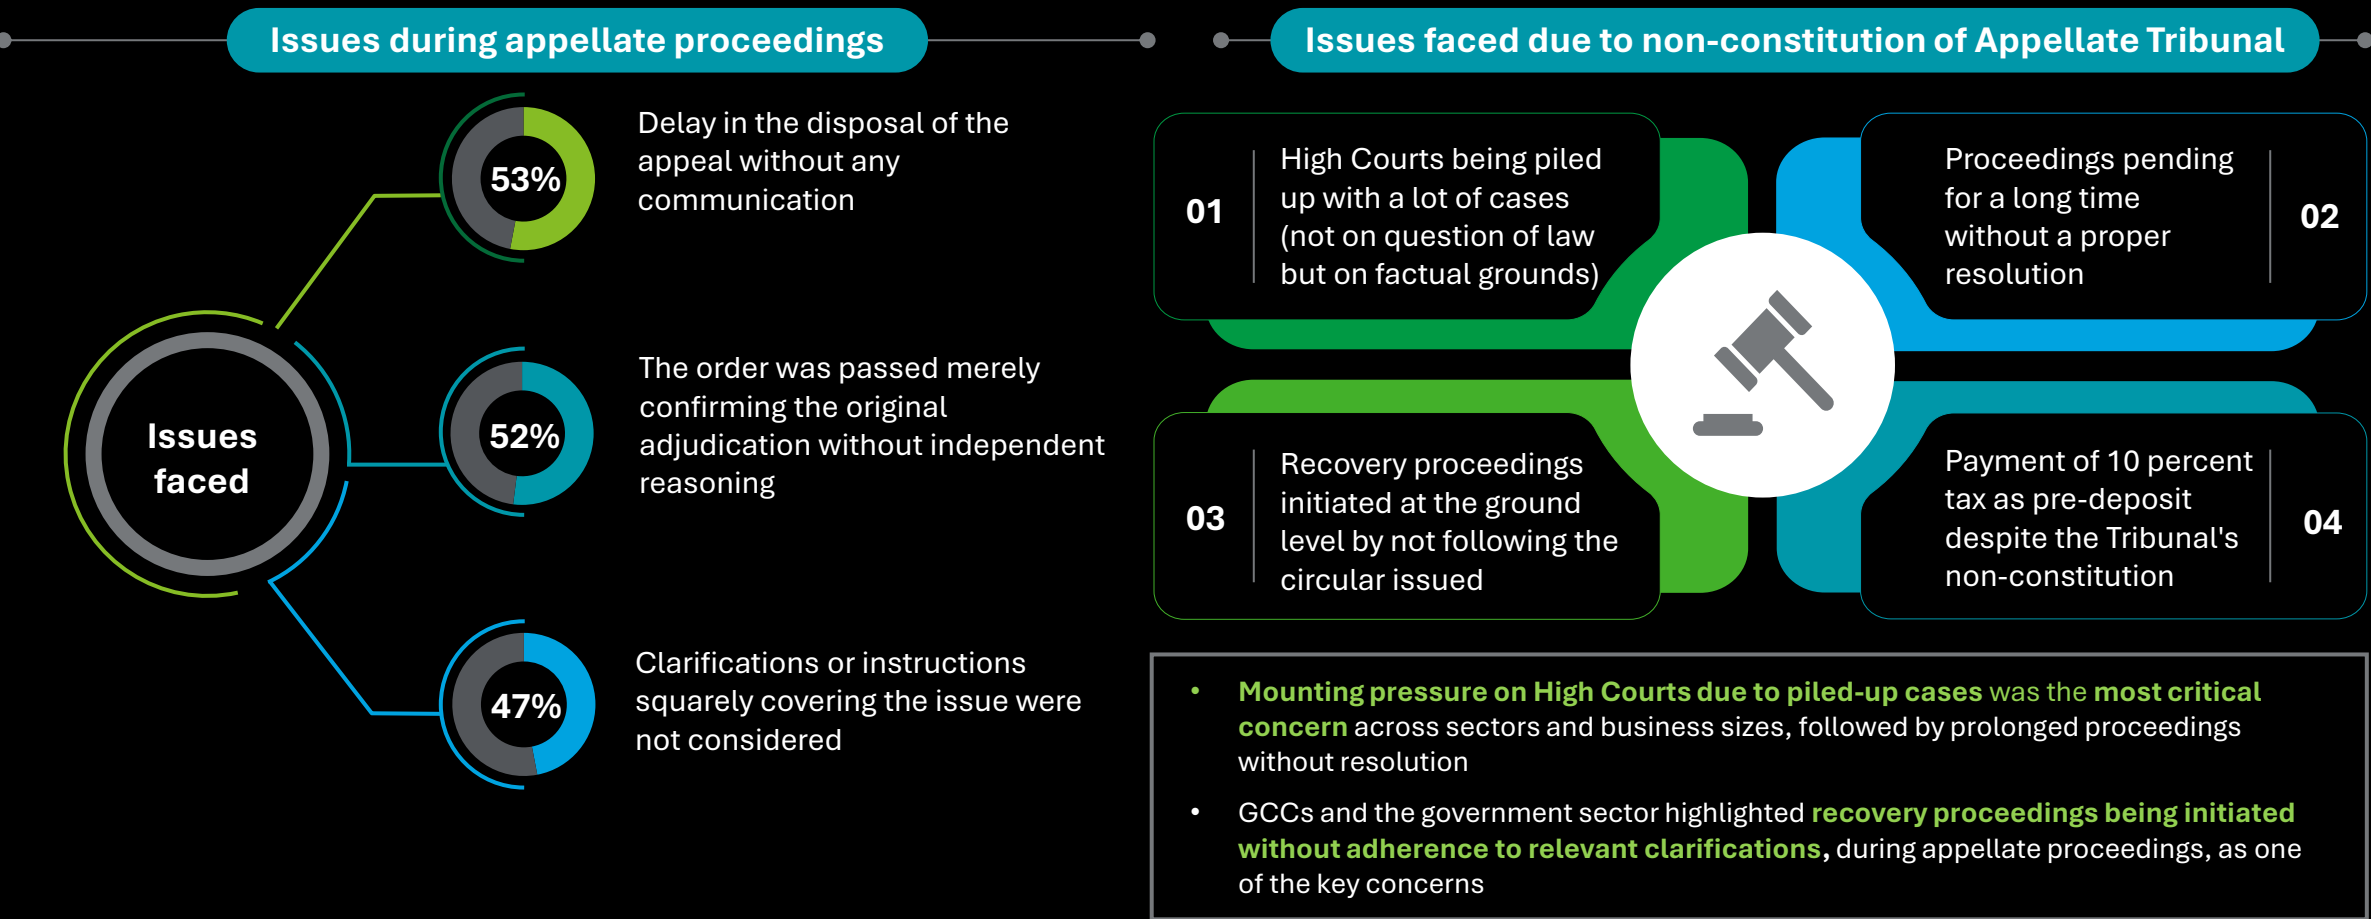 Issues during appellate proceedings
53%
Delay in the disposal of the
appeal without any
communication
Issues
faced
52%
The order was passed merely
confirming the original
adjudication without independent
reasoning
47%
Clarifications or instructions
squarely covering the issue were
not considered
Issues faced due to non-constitution of Appellate Tribunal
01
High Courts being piled
up with a lot of cases
(not on question of law
but on factual grounds)
Proceedings pending
for a long time
without a proper
resolution
02
03
Recovery proceedings
initiated at the ground
level by not following the
circular issued
Payment of 10 percent
tax as pre-deposit
despite the Tribunal's
non-constitution
04
• Mounting pressure on High Courts due to piled-up cases was the most critical
concern across sectors and business sizes, followed by prolonged proceedings
without resolution
• GCCs and the government sector highlighted recovery proceedings being initiated
without adherence to relevant clarifications, during appellate proceedings, as one
of the key concerns